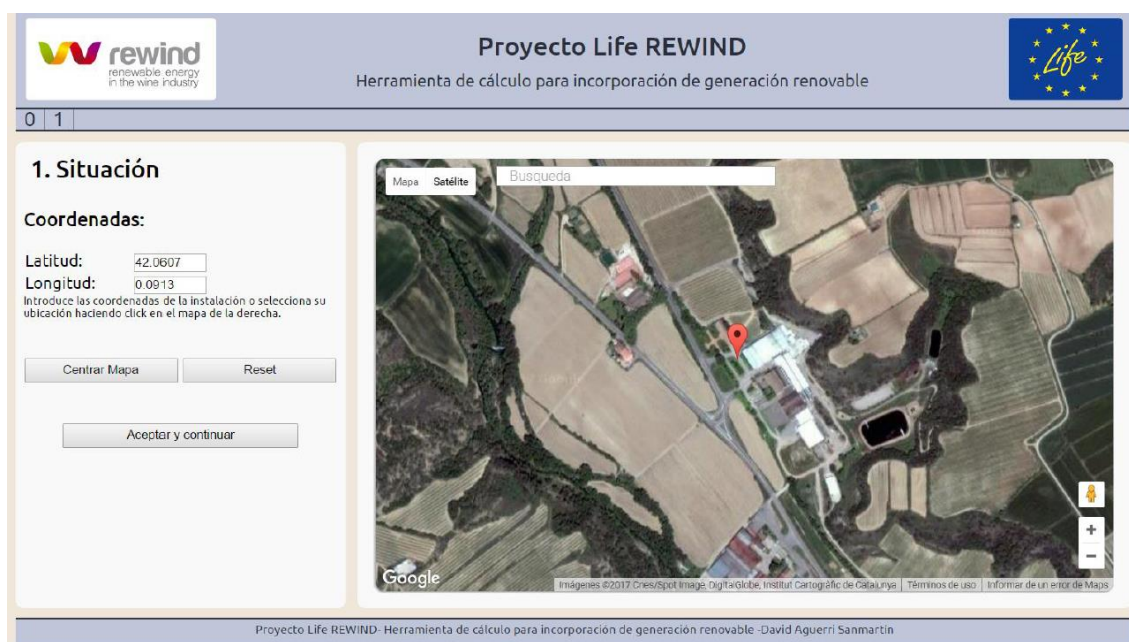 rewind
renewable energy
in the wine industry
Proyecto Life REWIND
Herramienta de cálculo para incorporación de generación renovable
Life
0 1
1. Situación
Coordenadas:
Latitud: 42.0607
Longitud: 0.0913
Introduce las coordenadas de la instalación o selecciona su
ubicación haciendo click en el mapa de la derecha.
Centrar Mapa Reset
Aceptar y continuar
Mapa Satélite Busqueda
Google
Imágenes ©2017 Cnes/Spot Image, DigitalGlobe, Institut Cartogràfic de Catalunya Términos de uso Informar de un error de Maps
Proyecto Life REWIND- Herramienta de cálculo para incorporación de generación renovable -David Aguerri Sanmartín